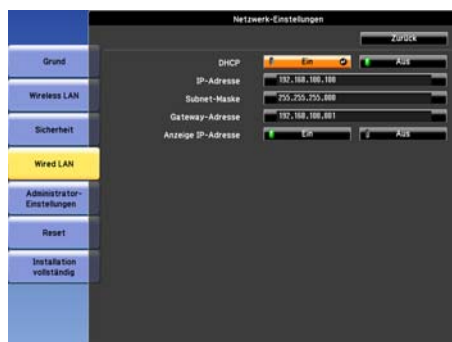 Netzwerk-Einstellungen
Zurück
Grund
Wireless LAN
Sicherheit
Wired LAN
Administrator-
Einstellungen
Reset
Installation
vollständig
DHCP Ein Aus
IP-Adresse 192.168.100.100
Subnet-Maske 255.255.255.000
Gateway-Adresse 192.168.100.001
Anzeige IP-Adresse Ein Aus